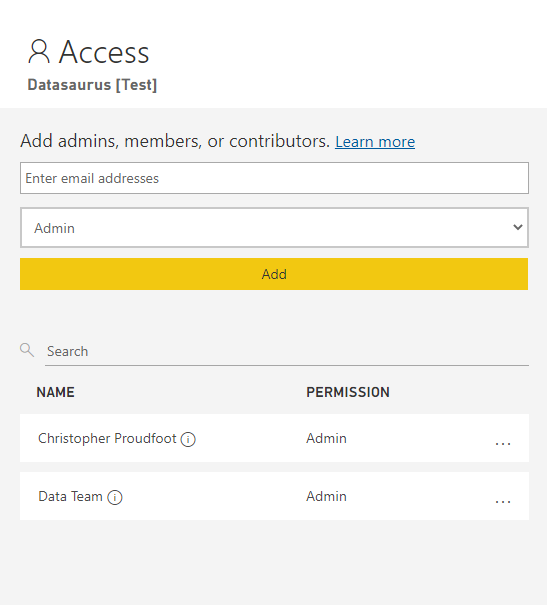 Access
Datasaurus [Test]
Add admins, members, or contributors. Learn more
Enter email addresses
Admin
Add
Search
NAME PERMISSION
Christopher Proudfoot Admin ...
Data Team Admin ...